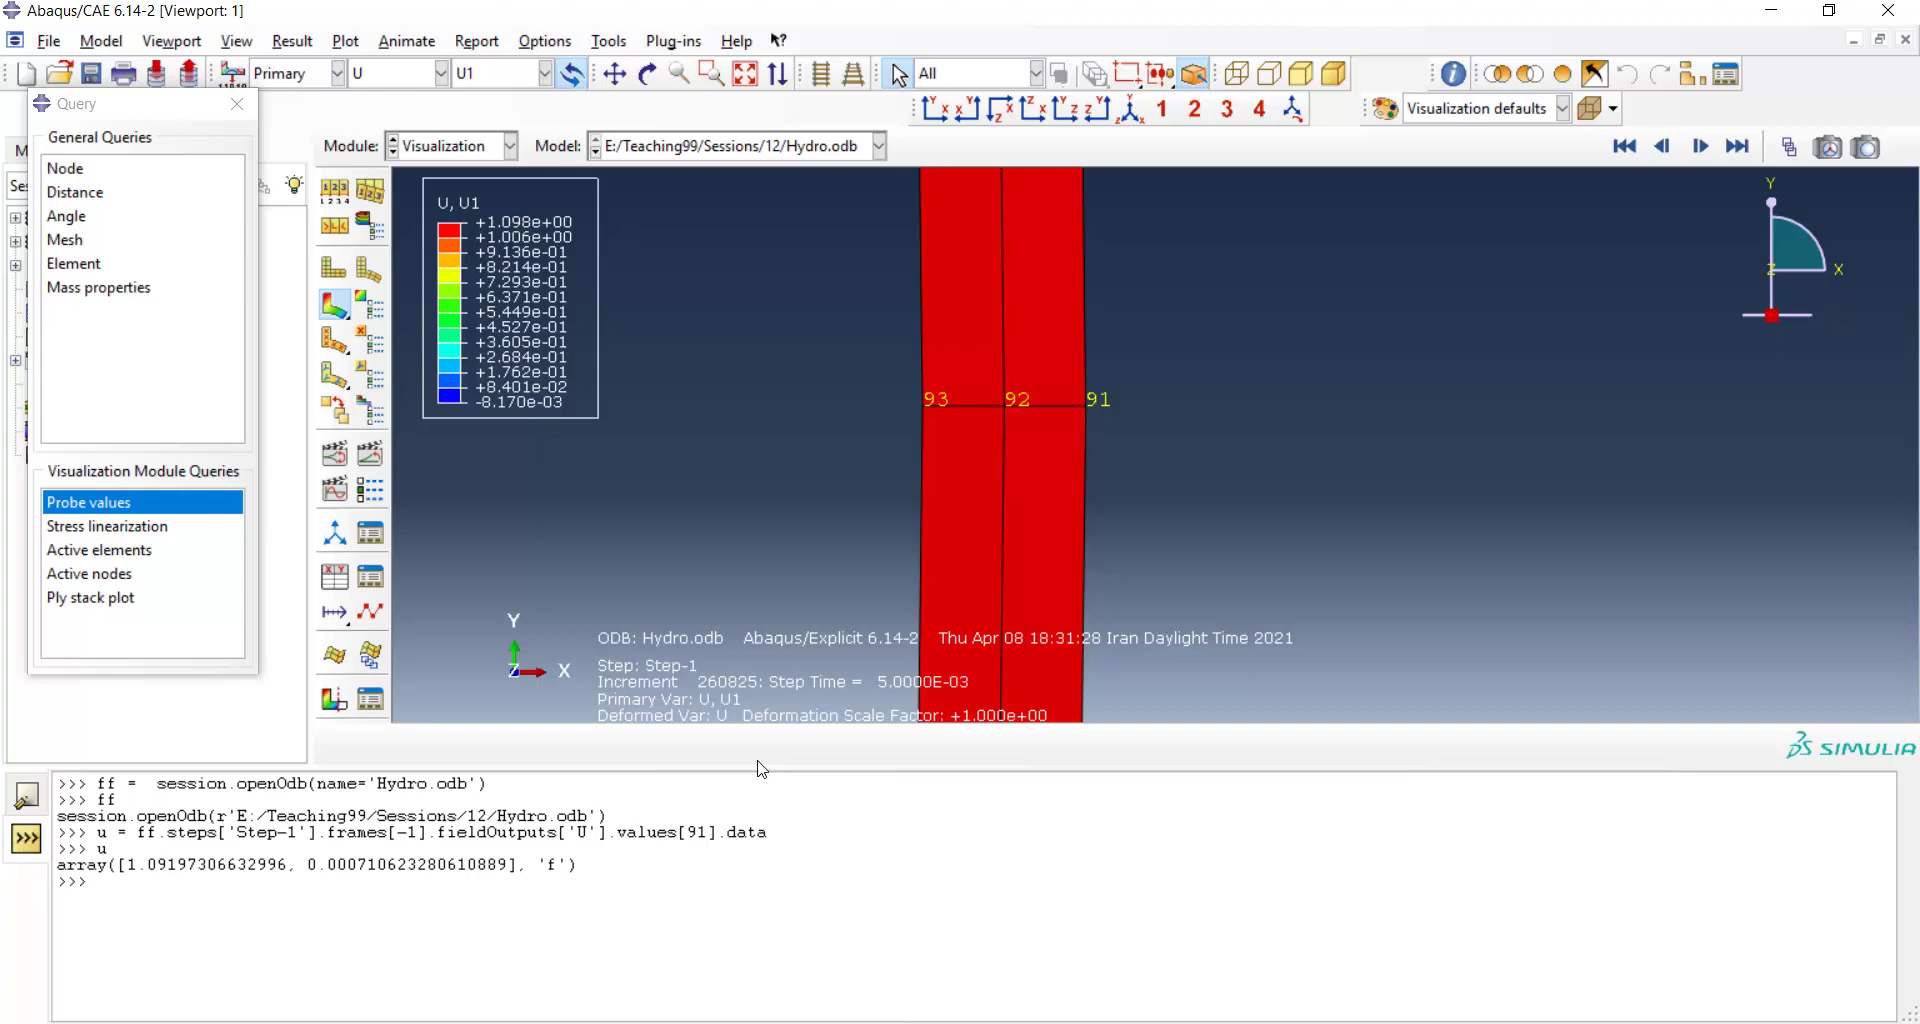 Abaqus/CAE 6.14-2 [Viewport: 1]
File Model Viewport View Result Plot Animate Report Options Tools Plug-ins Help
Primary U U1 All
Query
1 2 3 4 Visualization defaults
General Queries
Node
Distance
Angle
Mesh
Element
Mass properties
Visualization Module Queries
Probe values
Stress linearization
Active elements
Active nodes
Ply stack plot
Module: Visualization Model: E:/Teaching99/Sessions/12/Hydro.odb
U, U1
+1.098e+00
+1.006e+00
+9.136e-01
+8.214e-01
+7.293e-01
+6.371e-01
+5.449e-01
+4.527e-01
+3.605e-01
+2.684e-01
+1.762e-01
+8.401e-02
-8.170e-03
93 92 91
Y
Z X
Y
Z X
ODB: Hydro.odb Abaqus/Explicit 6.14-2 Thu Apr 08 18:31:28 Iran Daylight Time 2021
Step: Step-1
Increment 260825: Step Time = 5.0000E-03
Primary Var: U, U1
Deformed Var: U Deformation Scale Factor: +1.000e+00
SIMULIA
>>> ff = session.openOdb(name='Hydro.odb')
>>> ff
session.openOdb(r'E:/Teaching99/Sessions/12/Hydro.odb')
>>> u = ff.steps['Step-1'].frames[-1].fieldOutputs['U'].values[91].data
>>> u
array([1.09197306632996, 0.000710623280610889], 'f')
>>>